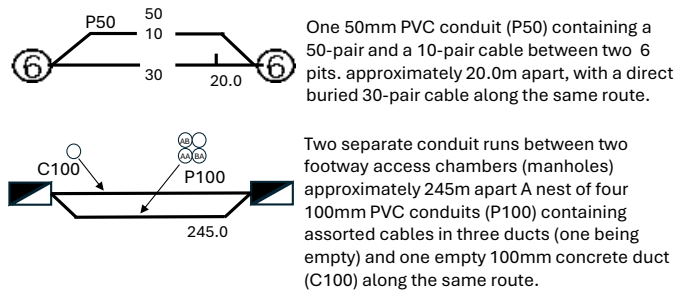 50
P50
10
6
6
30
20.0
One 50mm PVC conduit (P50) containing a
50-pair and a 10-pair cable between two 6
pits. approximately 20.0m apart, with a direct
buried 30-pair cable along the same route.
AB
AA BA
C100
P100
245.0
Two separate conduit runs between two
footway access chambers (manholes)
approximately 245m apart A nest of four
100mm PVC conduits (P100) containing
assorted cables in three ducts (one being
empty) and one empty 100mm concrete duct
(C100) along the same route.